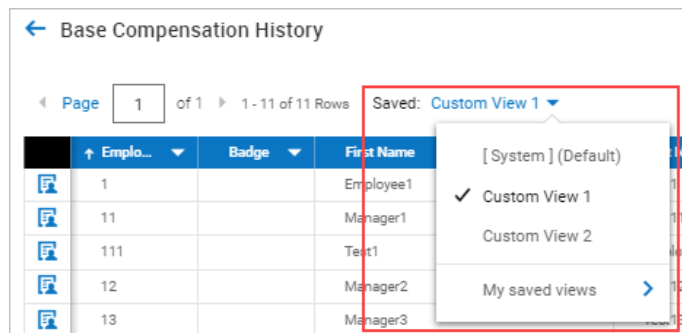 Base Compensation History
Page 1 of 1 1 - 11 of 11 Rows Saved: Custom View 1
Emplo... Badge First Name
[ System ] (Default)
Custom View 1
Custom View 2
My saved views
1 Employee1
11 Manager1
111 Test1
12 Manager2
13 Manager3